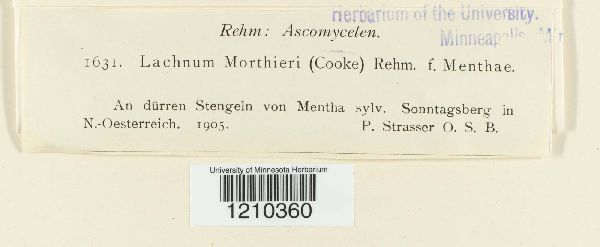 Herbarium of the University.
Minneapolis
Rehm: Ascomyceten.
1631. Lachnum Morthieri (Cooke) Rehm. f. Menthae.
An dürren Stengeln von Mentha sylv. Sonntagsberg in
N.-Oesterreich. 1905. P. Strasser O. S. B.
University of Minnesota Herbarium
1210360